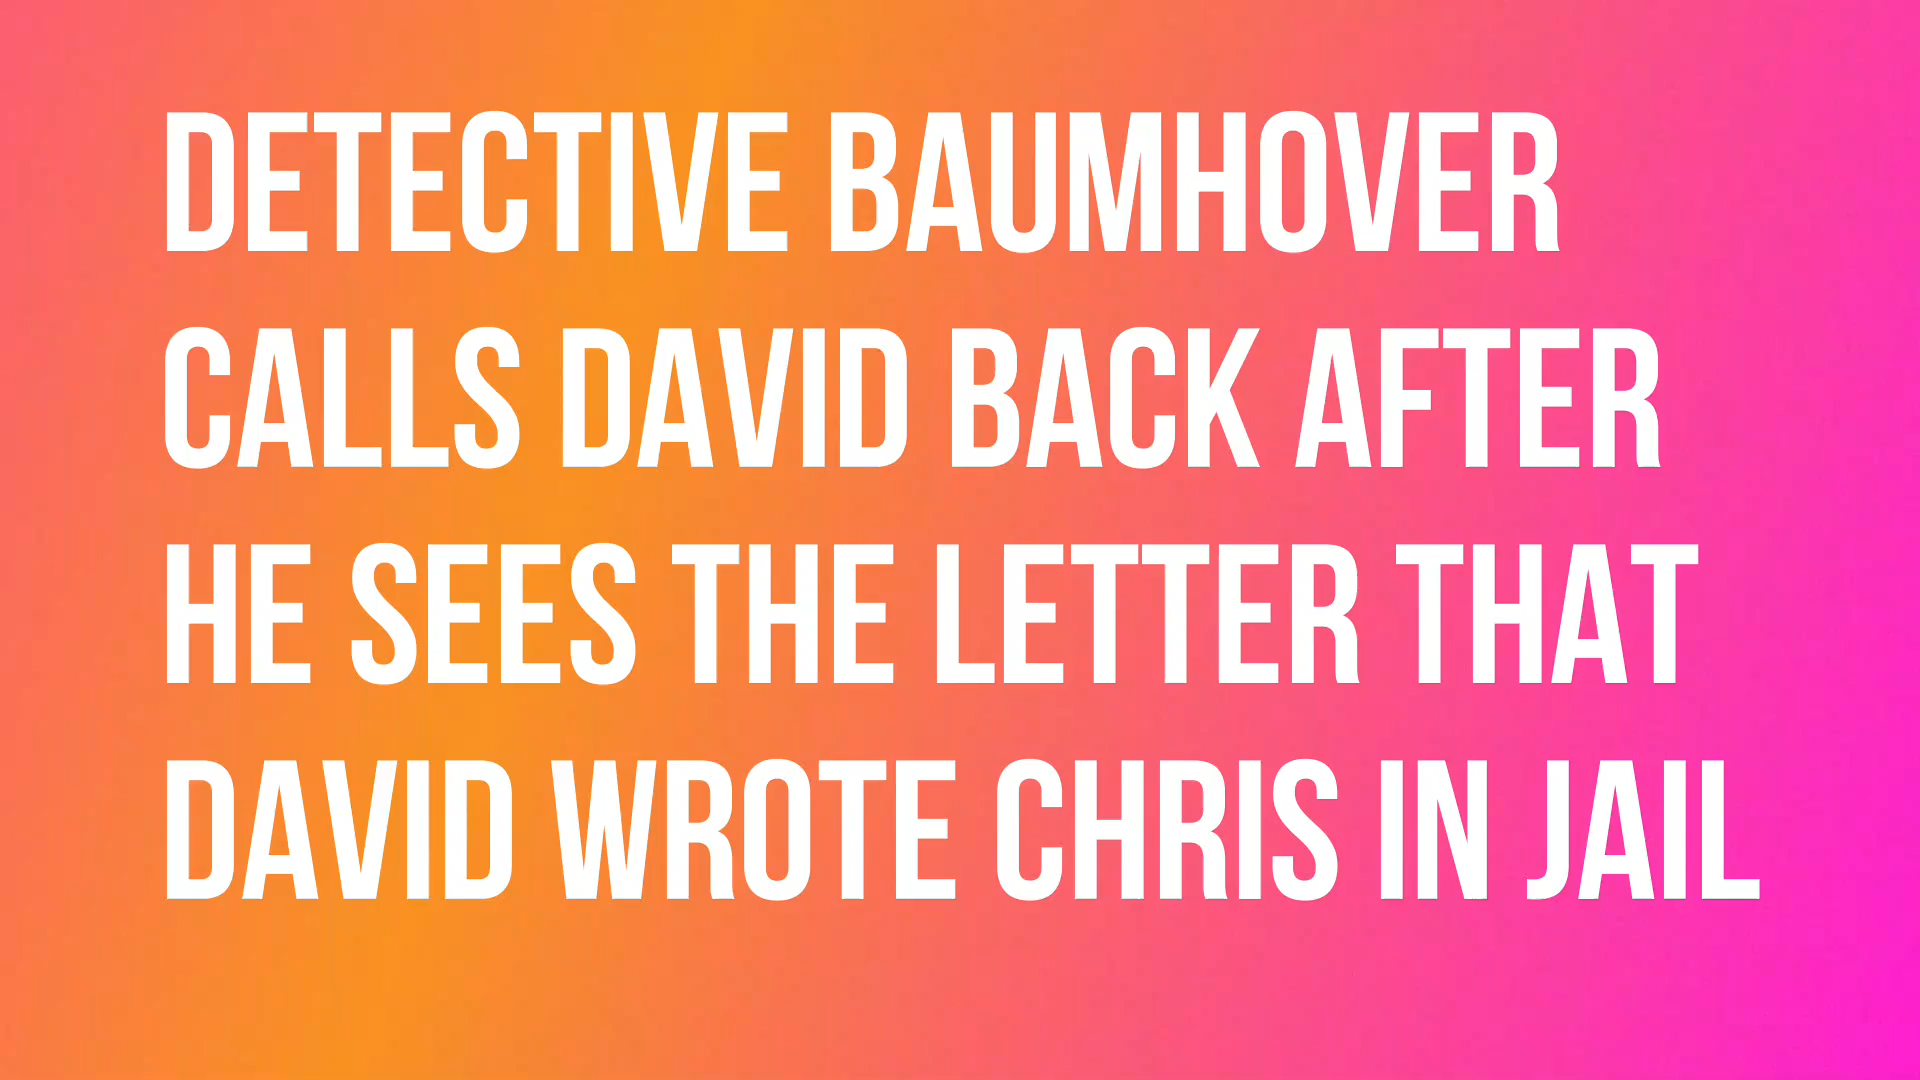 DETECTIVE BAUMHOVER
CALLS DAVID BACK AFTER
HE SEES THE LETTER THAT
DAVID WROTE CHRIS IN JAIL